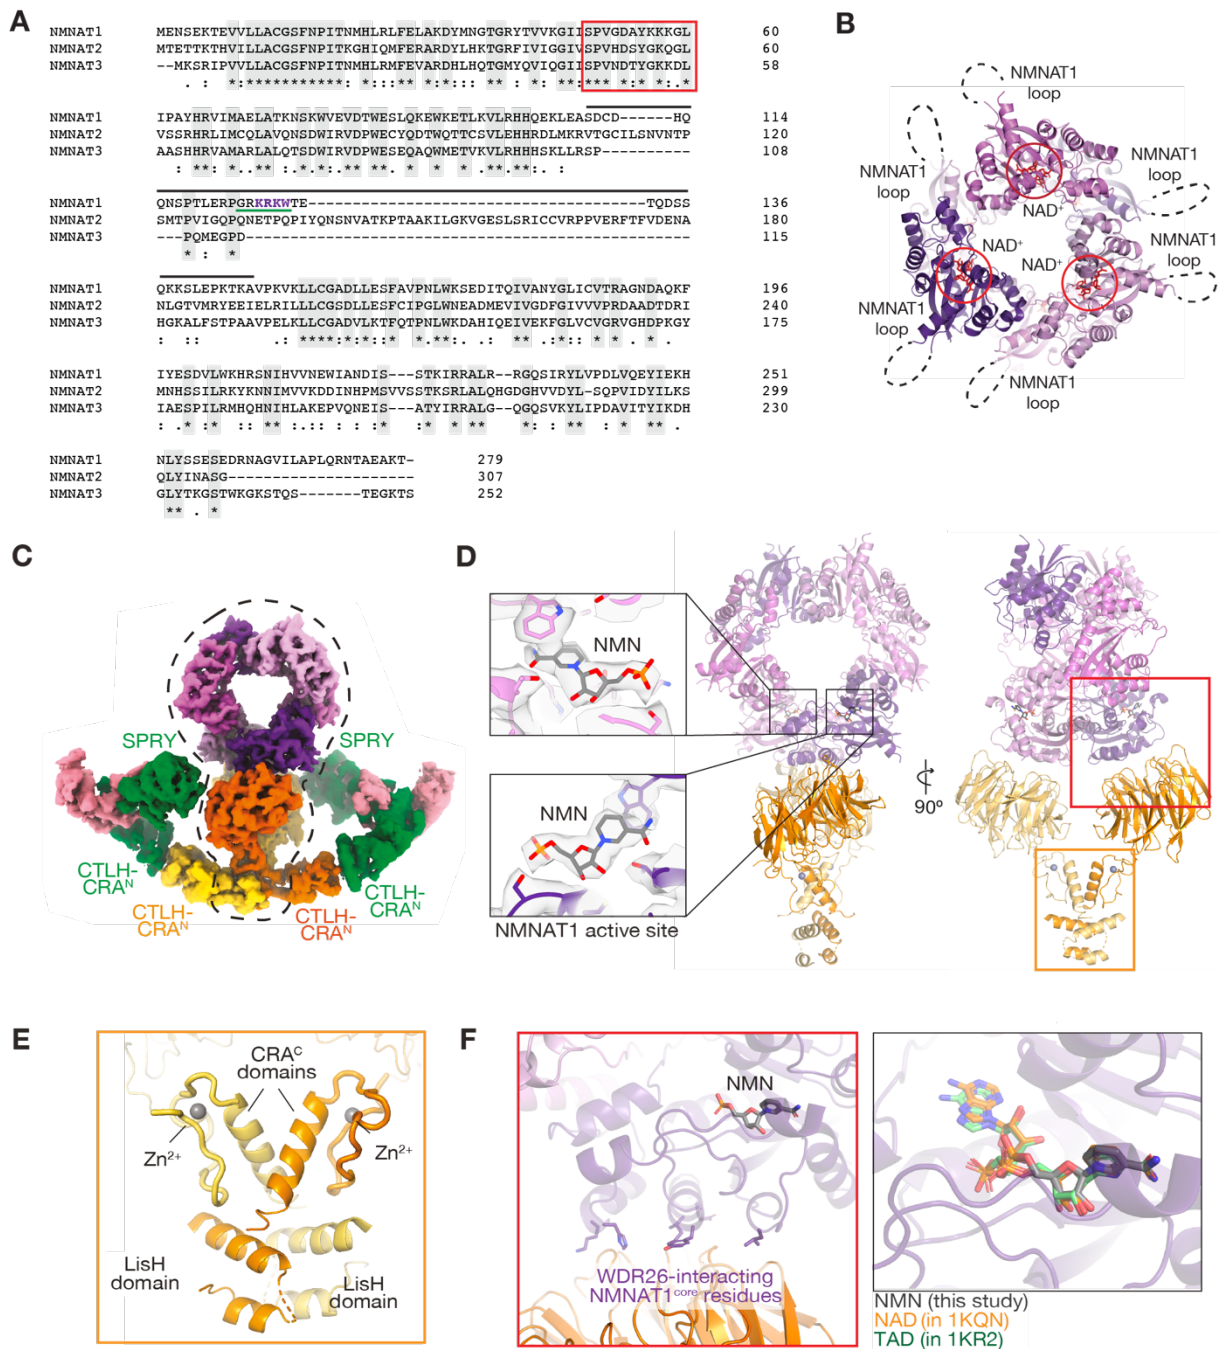 A
NMNAT1 MENSEKTEVVLLACGSFNPITNMHLRLFELAKDYMNGTGRYTVVKGIISPVGDAYKKKGL 60
NMNAT2 MTETTKTHVILLACGSFNPITKGHIQMFERARDYLHKTGRFIVIGGIVSPVHDSYGKQGL 60
NMNAT3 --MKSRIPVVLLACGSFNPITNMHLRMFEVARDHLHQTGMYQVIQGIISPVNDTYGKKDL 58
NMNAT1 IPAYHRVIMAELATKNSKWVEVDTWESLQKEWKETLKVLRHHQEKLEASDCD------HQ 114
NMNAT2 VSSRHRLIMCQLAVQNSDWIRVDPWECYQDTWQTTCSVLEHHRDLMKRVTGCILSNVNTP 120
NMNAT3 AASHHRVAMARLALQTSDWIRVDPWESEQAQWMETVKVLRHHHSKLLRSP---------- 108
NMNAT1 QNSPTLERPGRKRKWTE---------------------------------------TQDSS 136
NMNAT2 SMTPVIGQPQNETPQPIYQNSNVATKPTAAKILGKVGESLSRICCVRPPVERFTFVDENA 180
NMNAT3 ---PQMEGPD-------------------------------------------------- 115
NMNAT1 QKKSLEPKTKAVPKVKLLCGADLLESFAVPNLWKSEDITQIVANYGLICVTRAGNDAQKF 196
NMNAT2 NLGTVMRYEEIELRILLLCGSDLLESFCIPGLWNEADMEVIVGDFGIVVVPRDAADTDRI 240
NMNAT3 HGKALFSTPAAVPELKLLCGADVLKTFQTPNLWKDAHIQEIVEKFGLVCVGRVGHDPKGY 175
NMNAT1 IYESDVLWKHRSNIHVVNEWIANDIS---STKIRRALR--RGQSIRYLVPDLVQEYIEKH 251
NMNAT2 MNHSSILRKYKNNIMVVKDDINHPMSVVSSTKSRLALQHGDGHVVDYL-SQPVIDYILKS 299
NMNAT3 IAESPILRMHQHNIHLAKEPVQNEIS---ATYIRRALG--QGQSVKYLIPDAVITYIKDH 230
NMNAT1 NLYSSESEDRNAGVILAPLQRNTAEAKT- 279
NMNAT2 QLYINASG--------------------- 307
NMNAT3 GLYTKGSTWKGKSTQS-------TEGKTS 252
B
NMNAT1
loop
NMNAT1
loop
NMNAT1
loop
NMNAT1
loop
NMNAT1
loop
NMNAT1
loop
NAD⁺
NAD⁺
NAD⁺
C
SPRY
SPRY
CTLH-
CRAᴺ
CTLH-
CRAᴺ
CTLH-
CRAᴺ
CTLH-
CRAᴺ
D
NMN
NMN
NMNAT1 active site
90º
E
CRAᶜ
domains
Zn²⁺
Zn²⁺
LisH
domain
LisH
domain
F
NMN
WDR26-interacting
NMNAT1ᶜᵒʳᵉ residues
NMN (this study)
NAD (in 1KQN)
TAD (in 1KR2)